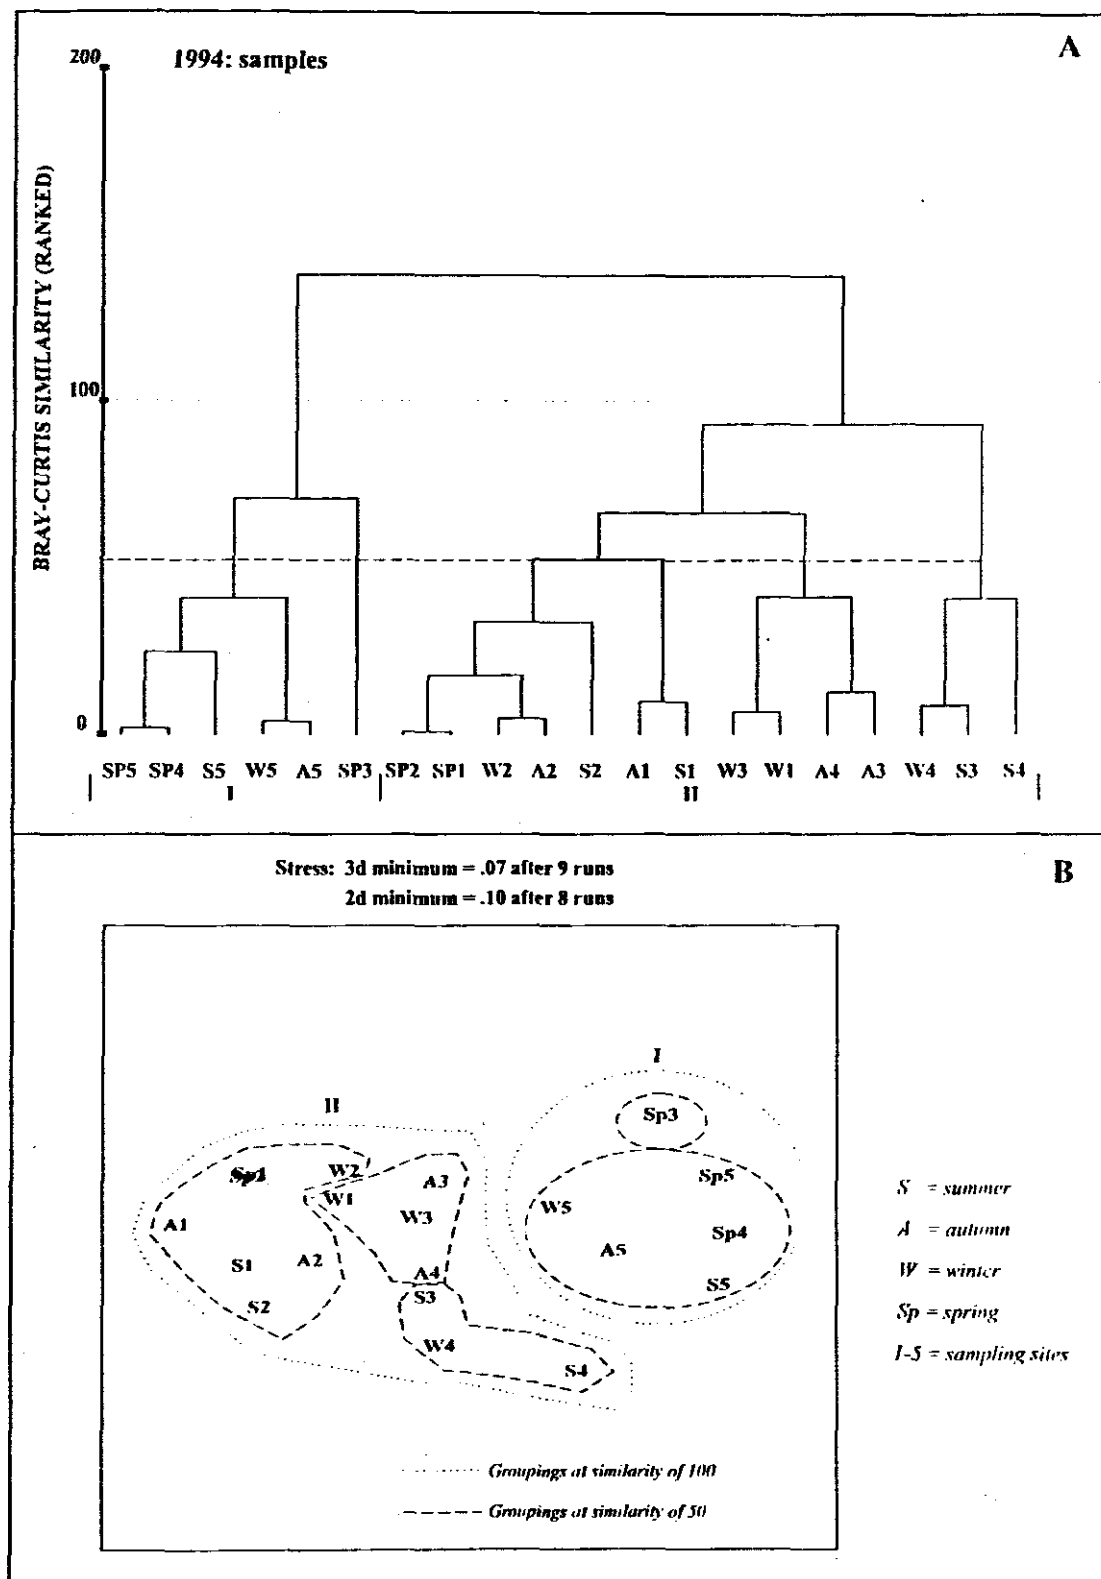 A
200
1994: samples
BRAY-CURTIS SIMILARITY (RANKED)
100
0
SP5 SP4 S5 W5 A5 SP3 SP2 SP1 W2 A2 S2 A1 S1 W3 W1 A4 A3 W4 S3 S4
I II
B
Stress: 3d minimum = .07 after 9 runs
2d minimum = .10 after 8 runs
I
II
Sp3
W2
Sp5
A3
W1
W5
W3
A1
Sp4
A5
S1
A2
A4
S5
S3
S2
W4
S4
S = summer
A = autumn
W = winter
Sp = spring
1-5 = sampling sites
Groupings at similarity of 100
Groupings at similarity of 50